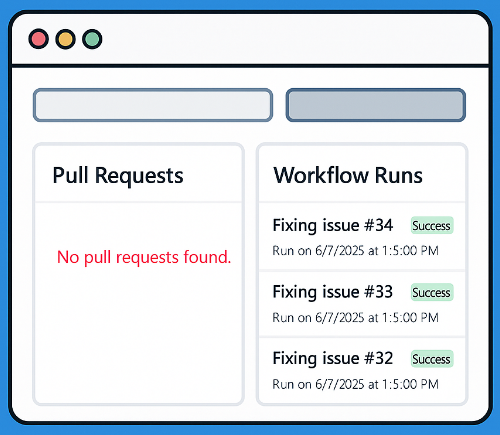 Pull Requests
No pull requests found.
Workflow Runs
Fixing issue #34 Success
Run on 6/7/2025 at 1:5:00 PM
Fixing issue #33 Success
Run on 6/7/2025 at 1:5:00 PM
Fixing issue #32 Success
Run on 6/7/2025 at 1:5:00 PM